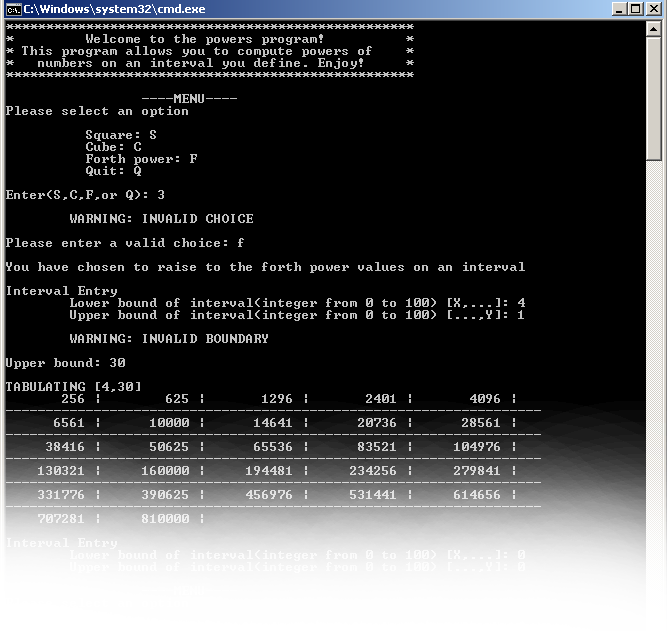 C:\Windows\system32\cmd.exe
***************************************************
*         Welcome to the powers program!          *
* This program allows you to compute powers of    *
*   numbers on an interval you define. Enjoy!     *
***************************************************
----MENU----
Please select an option
Square: S
Cube: C
Forth power: F
Quit: Q
Enter(S,C,F,or Q): 3
WARNING: INVALID CHOICE
Please enter a valid choice: f
You have chosen to raise to the forth power values on an interval
Interval Entry
Lower bound of interval(integer from 0 to 100) [X,...]: 4
Upper bound of interval(integer from 0 to 100) [...,Y]: 1
WARNING: INVALID BOUNDARY
Upper bound: 30
TABULATING [4,30]
256 | 625 | 1296 | 2401 | 4096 |
-------------------------------------------------------------------
6561 | 10000 | 14641 | 20736 | 28561 |
-------------------------------------------------------------------
38416 | 50625 | 65536 | 83521 | 104976 |
-------------------------------------------------------------------
130321 | 160000 | 194481 | 234256 | 279841 |
-------------------------------------------------------------------
331776 | 390625 | 456976 | 531441 | 614656 |
-------------------------------------------------------------------
707281 | 810000 |
Interval Entry
Lower bound of interval(integer from 0 to 100) [X,...]: 0
Upper bound of interval(integer from 0 to 100) [...,Y]: 0